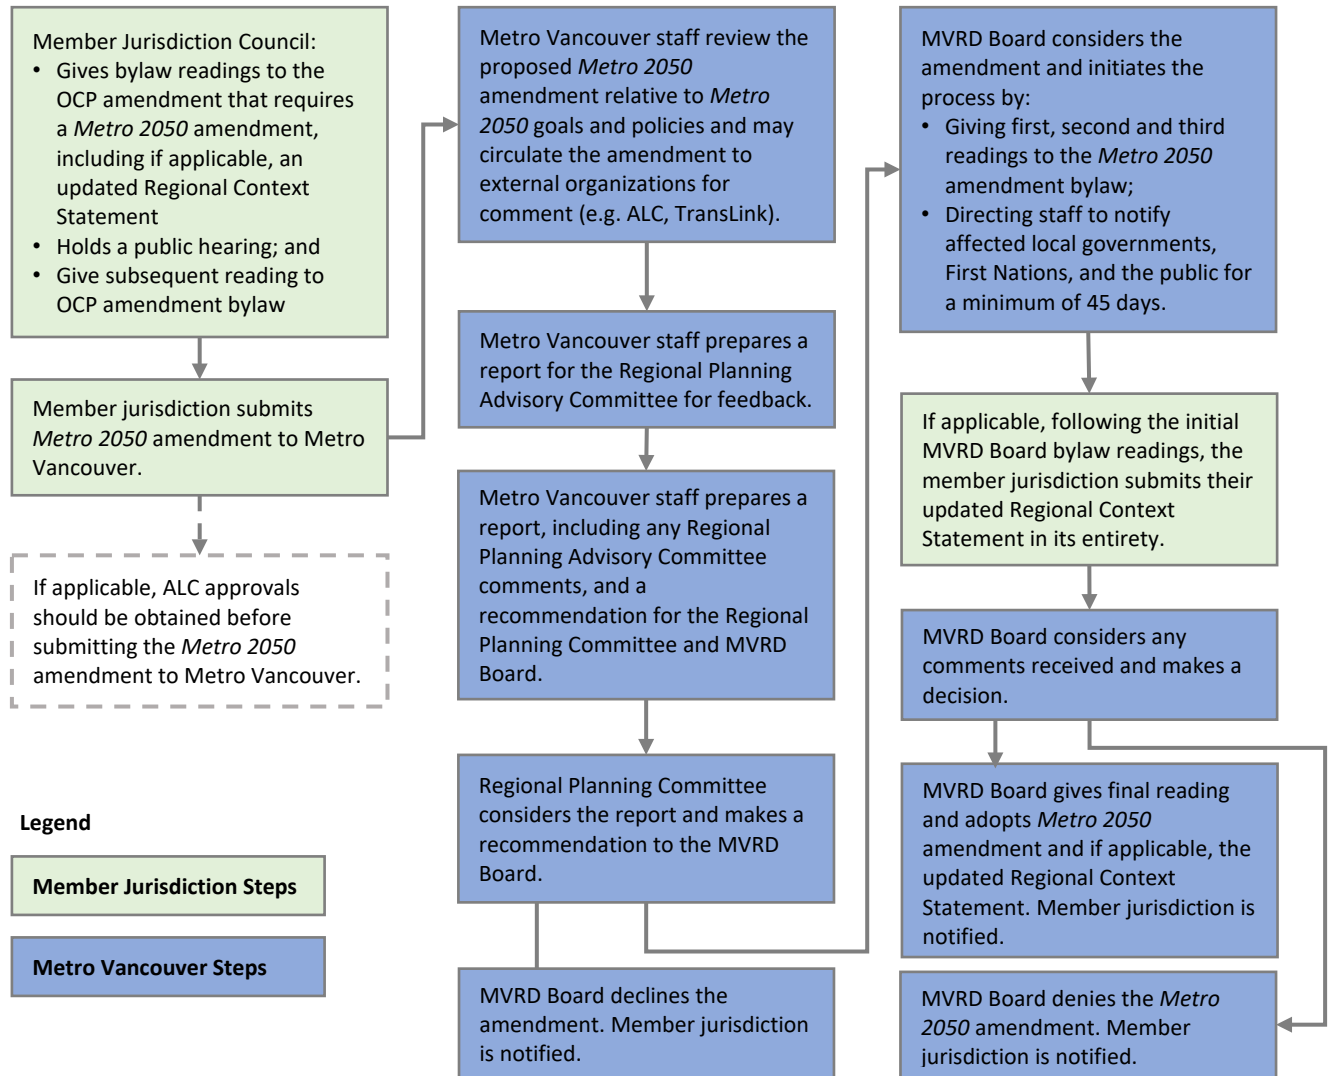 Member Jurisdiction Council:
• Gives bylaw readings to the
OCP amendment that requires
a Metro 2050 amendment,
including if applicable, an
updated Regional Context
Statement
• Holds a public hearing; and
• Give subsequent reading to
OCP amendment bylaw
Member jurisdiction submits
Metro 2050 amendment to Metro
Vancouver.
If applicable, ALC approvals
should be obtained before
submitting the Metro 2050
amendment to Metro Vancouver.
Legend
Member Jurisdiction Steps
Metro Vancouver Steps
Metro Vancouver staff review the
proposed Metro 2050
amendment relative to Metro
2050 goals and policies and may
circulate the amendment to
external organizations for
comment (e.g. ALC, TransLink).
Metro Vancouver staff prepares a
report for the Regional Planning
Advisory Committee for feedback.
Metro Vancouver staff prepares a
report, including any Regional
Planning Advisory Committee
comments, and a
recommendation for the Regional
Planning Committee and MVRD
Board.
Regional Planning Committee
considers the report and makes a
recommendation to the MVRD
Board.
MVRD Board declines the
amendment. Member jurisdiction
is notified.
MVRD Board considers the
amendment and initiates the
process by:
• Giving first, second and third
readings to the Metro 2050
amendment bylaw;
• Directing staff to notify
affected local governments,
First Nations, and the public for
a minimum of 45 days.
If applicable, following the initial
MVRD Board bylaw readings, the
member jurisdiction submits their
updated Regional Context
Statement in its entirety.
MVRD Board considers any
comments received and makes a
decision.
MVRD Board gives final reading
and adopts Metro 2050
amendment and if applicable, the
updated Regional Context
Statement. Member jurisdiction is
notified.
MVRD Board denies the Metro
2050 amendment. Member
jurisdiction is notified.